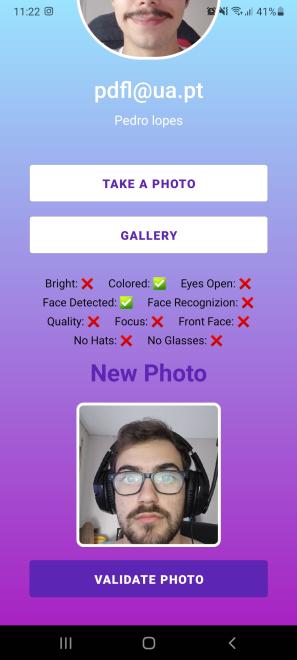 11:22 41%
pdfl@ua.pt
Pedro lopes
TAKE A PHOTO
GALLERY
Bright: ❌ Colored: ✅ Eyes Open: ❌
Face Detected: ✅ Face Recognizion: ❌
Quality: ❌ Focus: ❌ Front Face: ❌
No Hats: ❌ No Glasses: ❌
New Photo
VALIDATE PHOTO